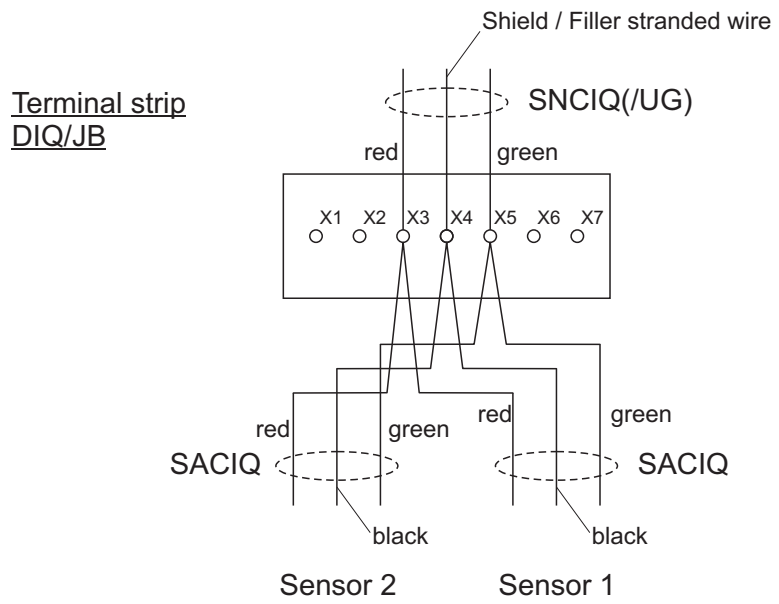 Shield / Filler stranded wire
Terminal strip
DIQ/JB
SNCIQ(/UG)
red
green
X1 X2 X3 X4 X5 X6 X7
red
green
red
green
SACIQ
SACIQ
black
black
Sensor 2
Sensor 1